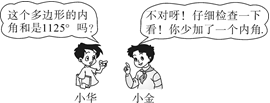 这个多边形的内
角和是1125° 吗?
不对呀！仔细检查一下
看！你少加了一个内角.
小华
小金